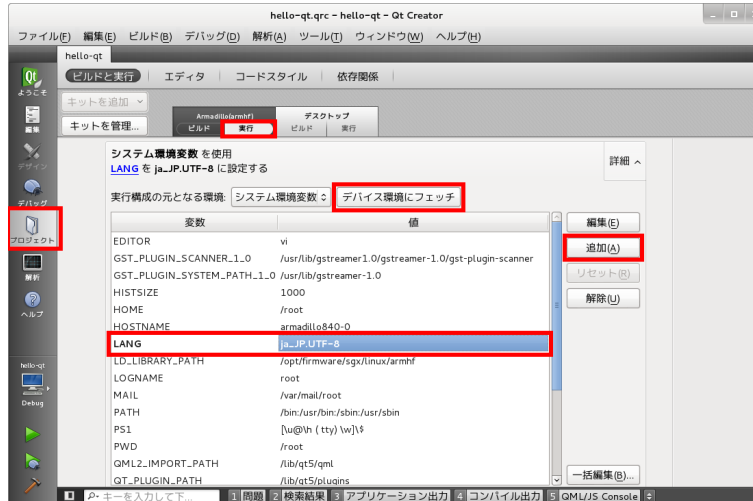 hello-qt.qrc - hello-qt - Qt Creator
ファイル(F) 編集(E) ビルド(B) デバッグ(D) 解析(A) ツール(T) ウィンドウ(W) ヘルプ(H)
hello-qt
ビルドと実行 エディタ コードスタイル 依存関係
Qt
ようこそ
キットを追加
キットを管理...
Armadillo(armhf)
ビルド 実行
デスクトップ
ビルド 実行
編集
デザイン
デバッグ
プロジェクト
解析
ヘルプ
hello-qt
Debug
システム環境変数 を使用
LANG を ja_JP.UTF-8 に設定する
詳細
実行構成の元となる環境: システム環境変数 デバイス環境にフェッチ
変数 値
EDITOR vi
GST_PLUGIN_SCANNER_1_0 /usr/lib/gstreamer1.0/gstreamer-1.0/gst-plugin-scanner
GST_PLUGIN_SYSTEM_PATH_1_0 /usr/lib/gstreamer-1.0
HISTSIZE 1000
HOME /root
HOSTNAME armadillo840-0
LANG ja_JP.UTF-8
LD_LIBRARY_PATH /opt/firmware/sgx/linux/armhf
LOGNAME root
MAIL /var/mail/root
PATH /bin:/usr/bin:/sbin:/usr/sbin
PS1 [\u@\h ( tty) \w]\$
PWD /root
QML2_IMPORT_PATH /lib/qt5/qml
QT_PLUGIN_PATH /lib/qt5/plugins
編集(E)
追加(A)
リセット(R)
解除(U)
一括編集(B)...
キーを入力して下...
1 問題 2 検索結果 3 アプリケーション出力 4 コンパイル出力 5 QML/JS Console